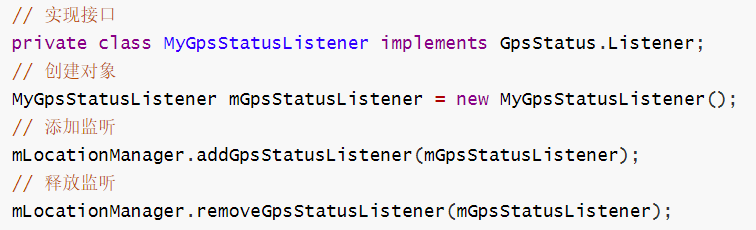 // 实现接口
private class MyGpsStatusListener implements GpsStatus.Listener;
// 创建对象
MyGpsStatusListener mGpsStatusListener = new MyGpsStatusListener();
// 添加监听
mLocationManager.addGpsStatusListener(mGpsStatusListener);
// 释放监听
mLocationManager.removeGpsStatusListener(mGpsStatusListener);